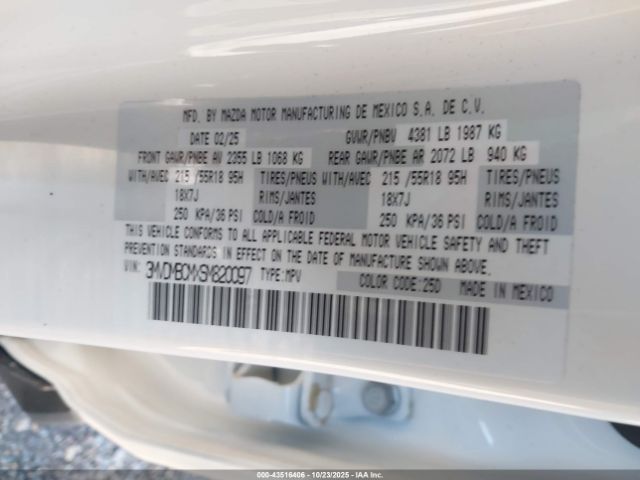 MFD. BY MAZDA MOTOR MANUFACTURING DE MEXICO S.A. DE C.V.
DATE 02/25 GVWR/PNBV 4381 LB 1987 KG
FRONT GAWR/PNBE AV 2355 LB 1068 KG REAR GAWR/PNBE AR 2072 LB 940 KG
WITH/AVEC 215 /55R18 95H TIRES/PNEUS WITH/AVEC 215 /55R18 95H TIRES/PNEUS
18X7J RIMS/JANTES 18X7J RIMS/JANTES
250 KPA/36 PSI COLD/A FROID 250 KPA/36 PSI COLD/A FROID
THIS VEHICLE CONFORMS TO ALL APPLICABLE FEDERAL MOTOR VEHICLE SAFETY AND THEFT
PREVENTION STANDARDS IN EFFECT ON THE DATE OF MANUFACTURE SHOWN ABOVE.
VIN: TYPE: MPV COLOR CODE:25D MADE IN MEXICO
000-43516406 - 10/23/2025 - www.iaai.com